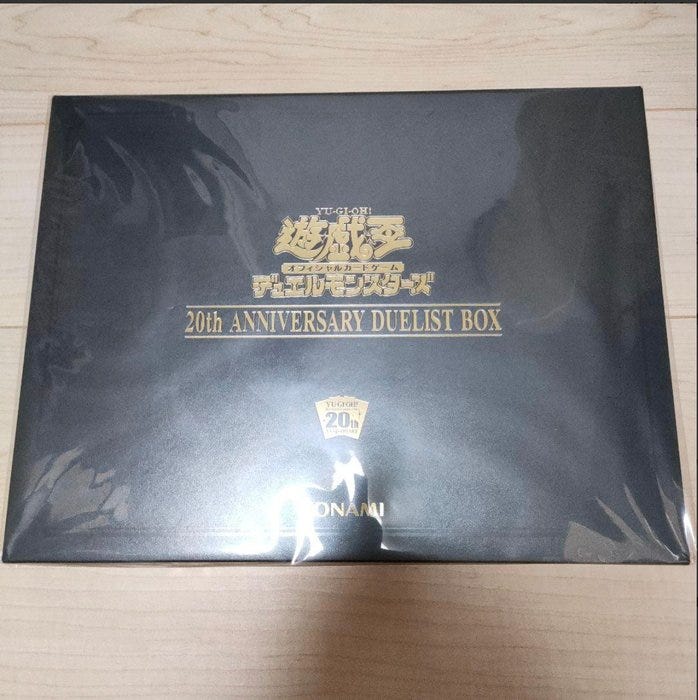 YU-GI-OH!
遊戯王
オフィシャルカードゲーム
デュエルモンスターズ
20th ANNIVERSARY DUELIST BOX
YU-GI-OH!
20th
KONAMI